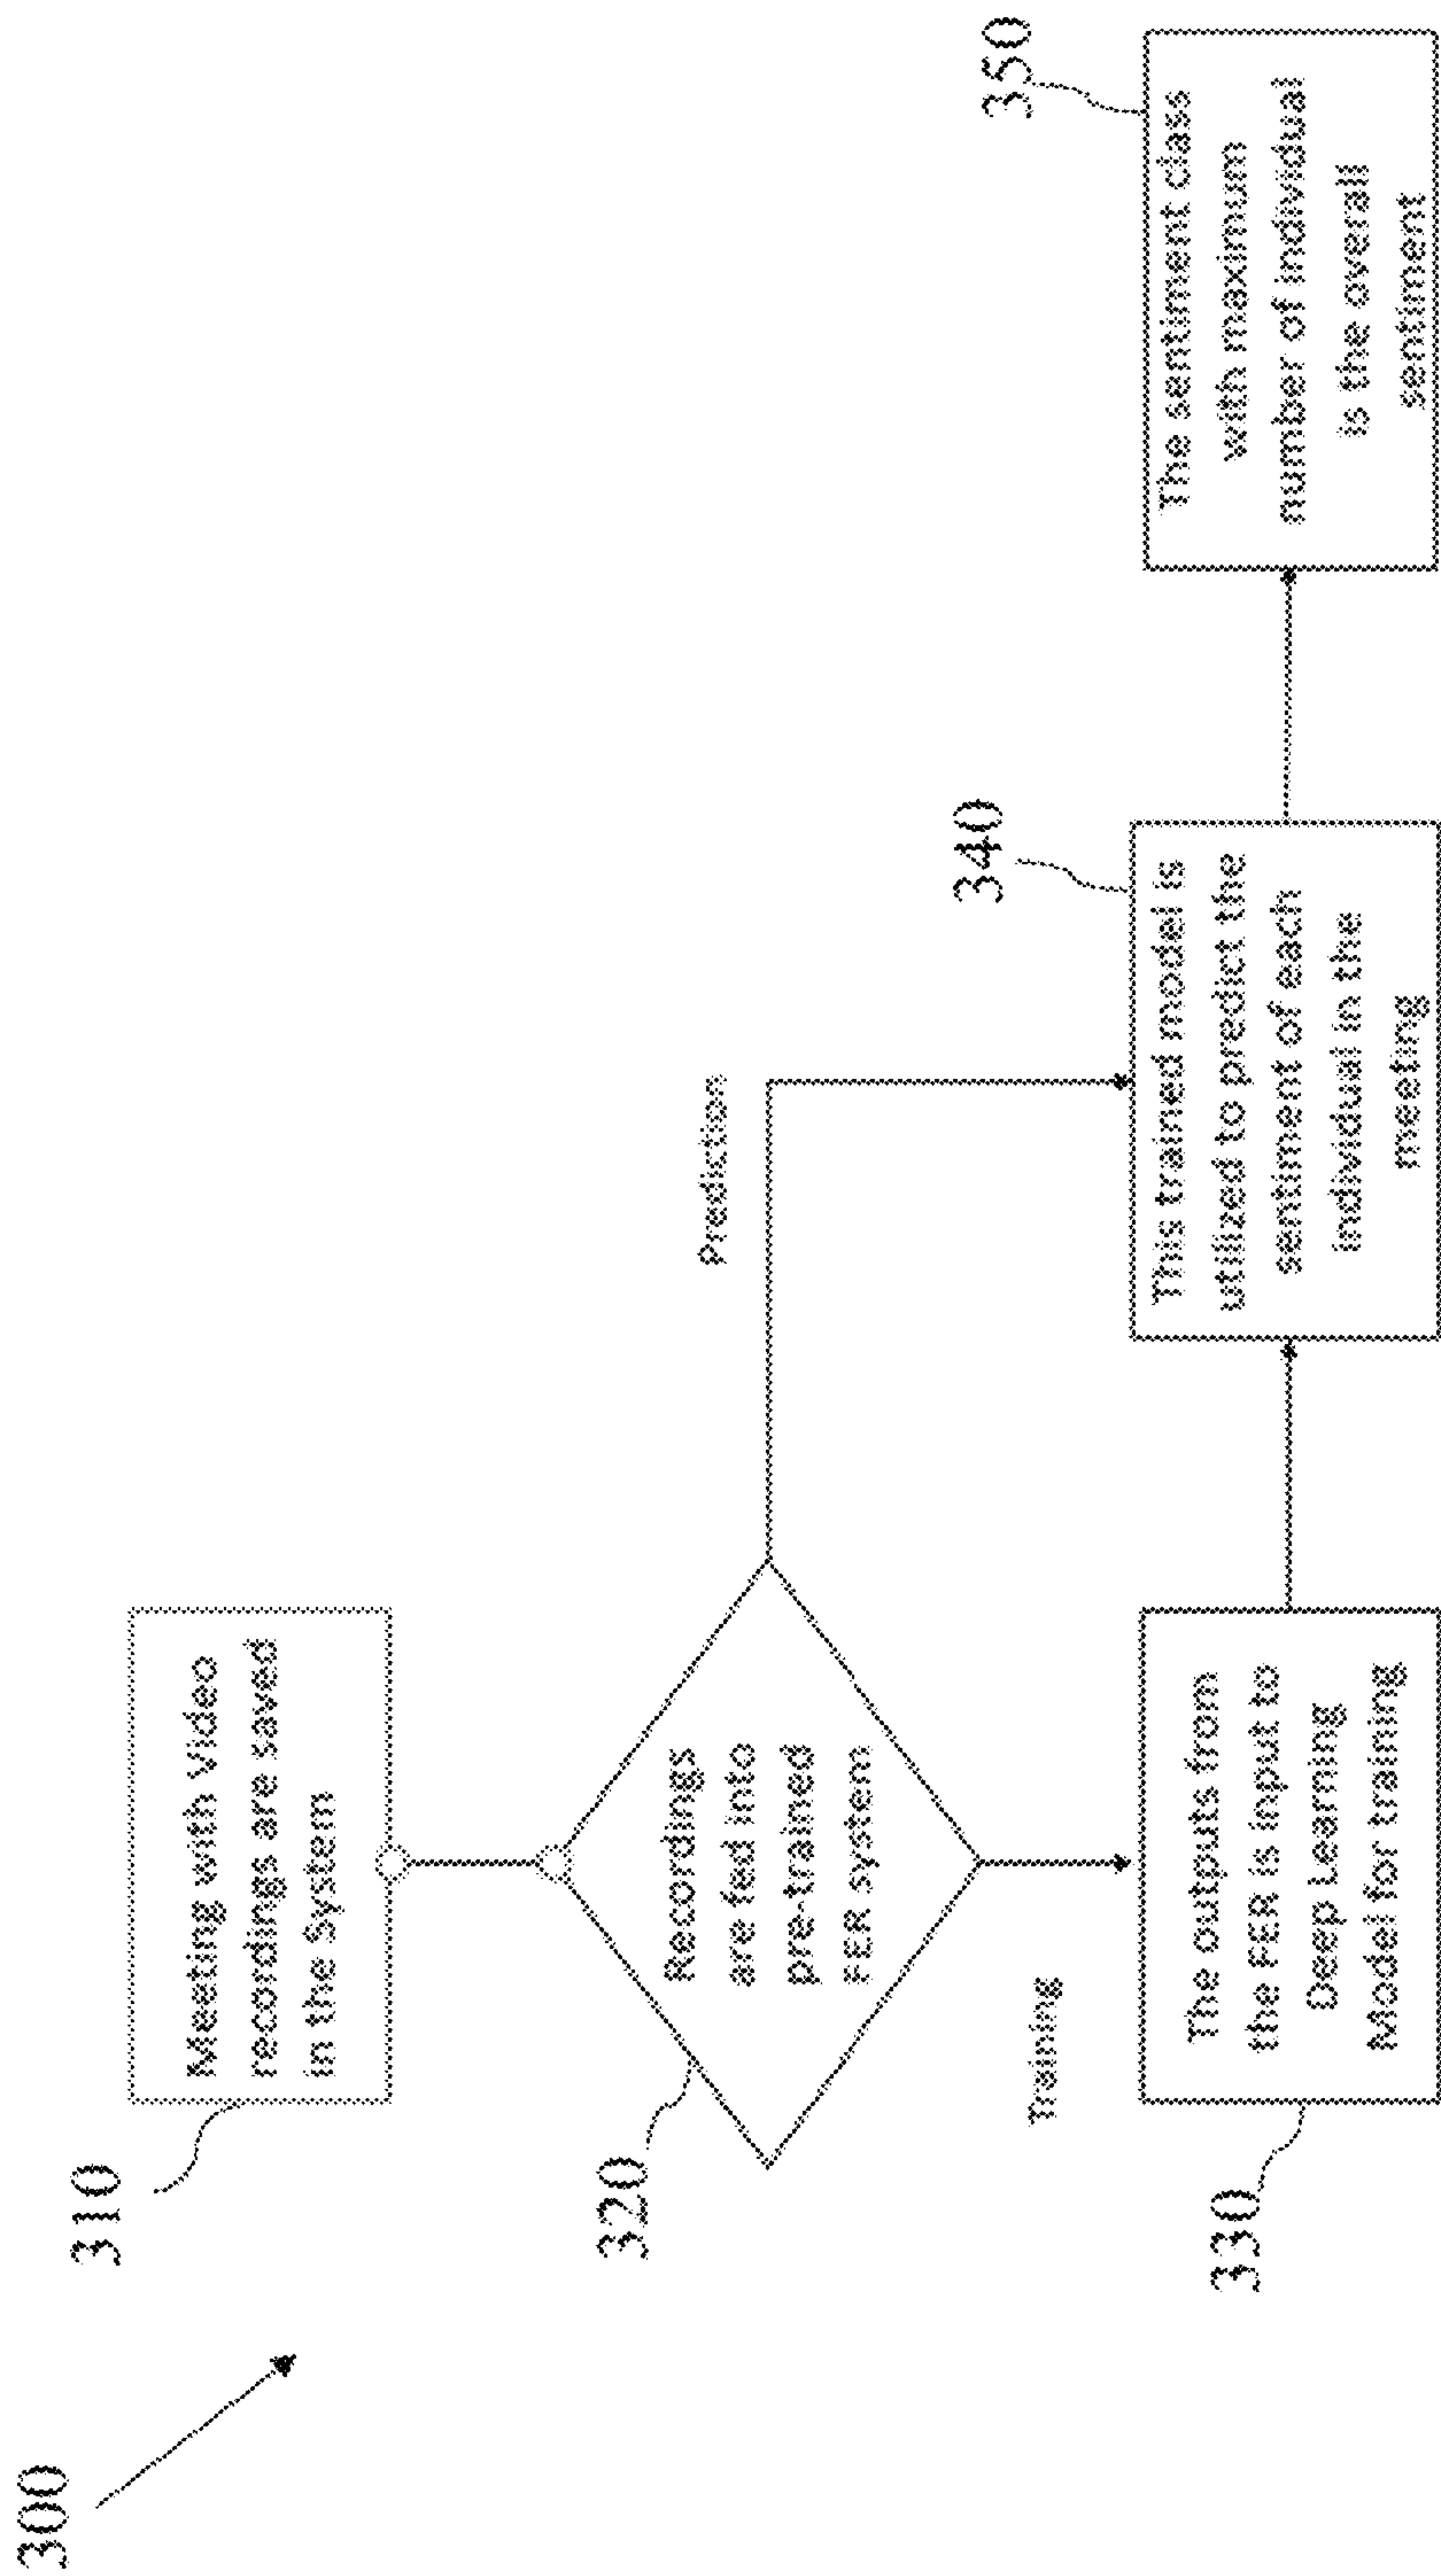 300
310
Meeting with Video
recordings are saved
in the System
320
Recordings
are fed into
pre-trained
FER system
Prediction
Training
330
The outputs from
the FER is input to
Deep Learning
Model for training
340
This trained model is
utilized to predict the
sentiment of each
individual in the
meeting
350
The sentiment class
with maximum
number of individual
is the overall
sentiment